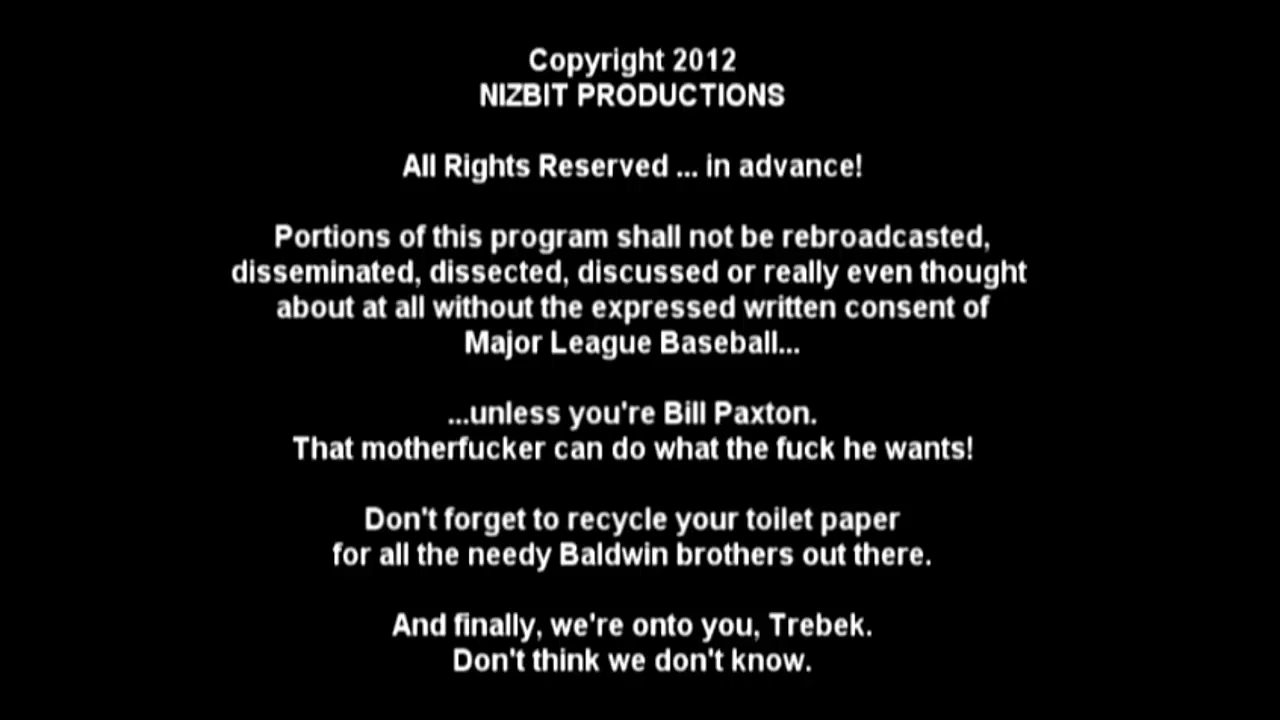 Copyright 2012
NIZBIT PRODUCTIONS
All Rights Reserved ... in advance!
Portions of this program shall not be rebroadcasted,
disseminated, dissected, discussed or really even thought
about at all without the expressed written consent of
Major League Baseball...
...unless you're Bill Paxton.
That motherfucker can do what the fuck he wants!
Don't forget to recycle your toilet paper
for all the needy Baldwin brothers out there.
And finally, we're onto you, Trebek.
Don't think we don't know.